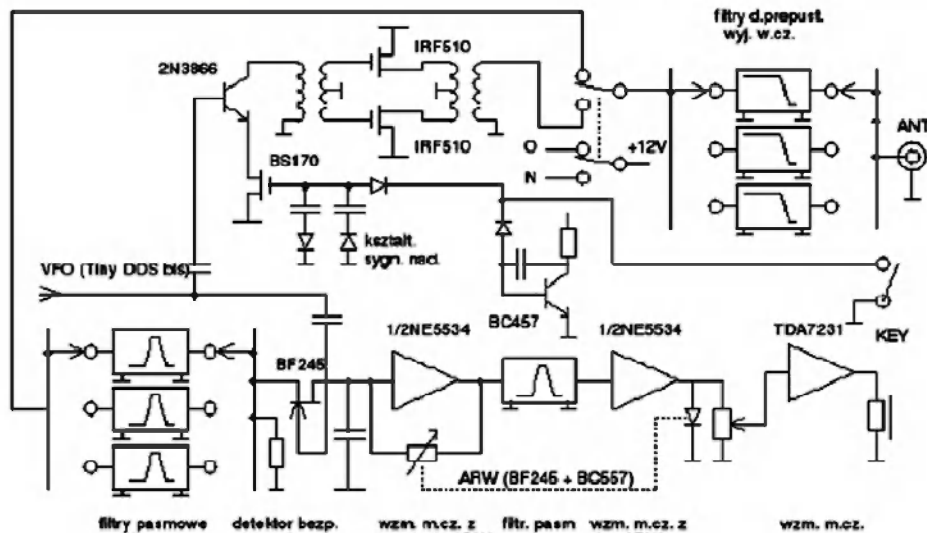 filtry d.prepust.
wyj. w.cz.
IRF510
2N3866
ANT
+12V
O
N
IRF510
BS170
kształt.
sygn. nad.
VFO (Tiny DDS bis)
BC457
KEY
1/2NE5534
1/2NE5534
TDA7231
BF245
ARW (BF245 + BC557)
filtry pasmowe
detektor bezp.
wzm. m.cz. z
filtr. pasm
wzm. m.cz. z
wzm. m.cz.